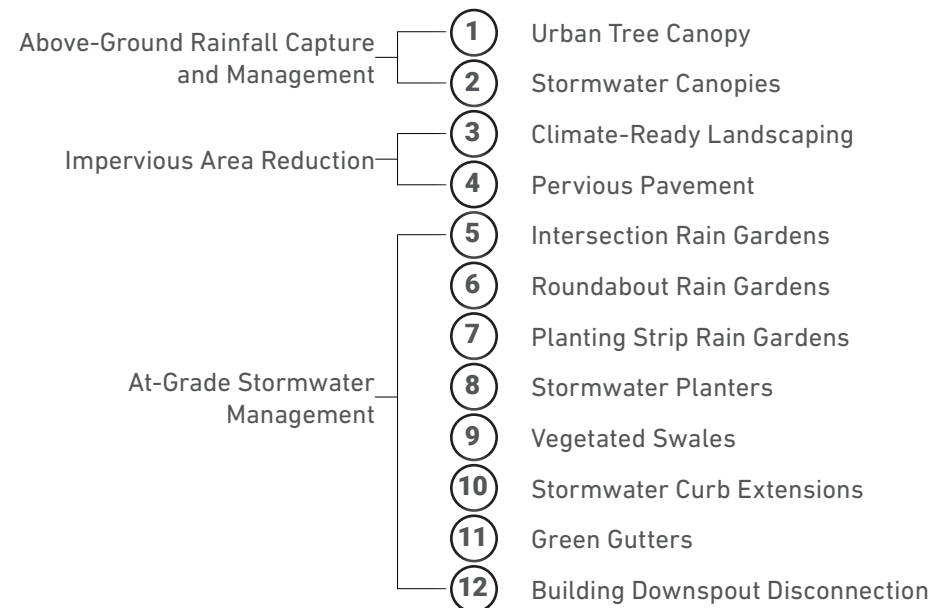 Above-Ground Rainfall Capture
and Management
1 Urban Tree Canopy
2 Stormwater Canopies
Impervious Area Reduction
3 Climate-Ready Landscaping
4 Pervious Pavement
At-Grade Stormwater
Management
5 Intersection Rain Gardens
6 Roundabout Rain Gardens
7 Planting Strip Rain Gardens
8 Stormwater Planters
9 Vegetated Swales
10 Stormwater Curb Extensions
11 Green Gutters
12 Building Downspout Disconnection